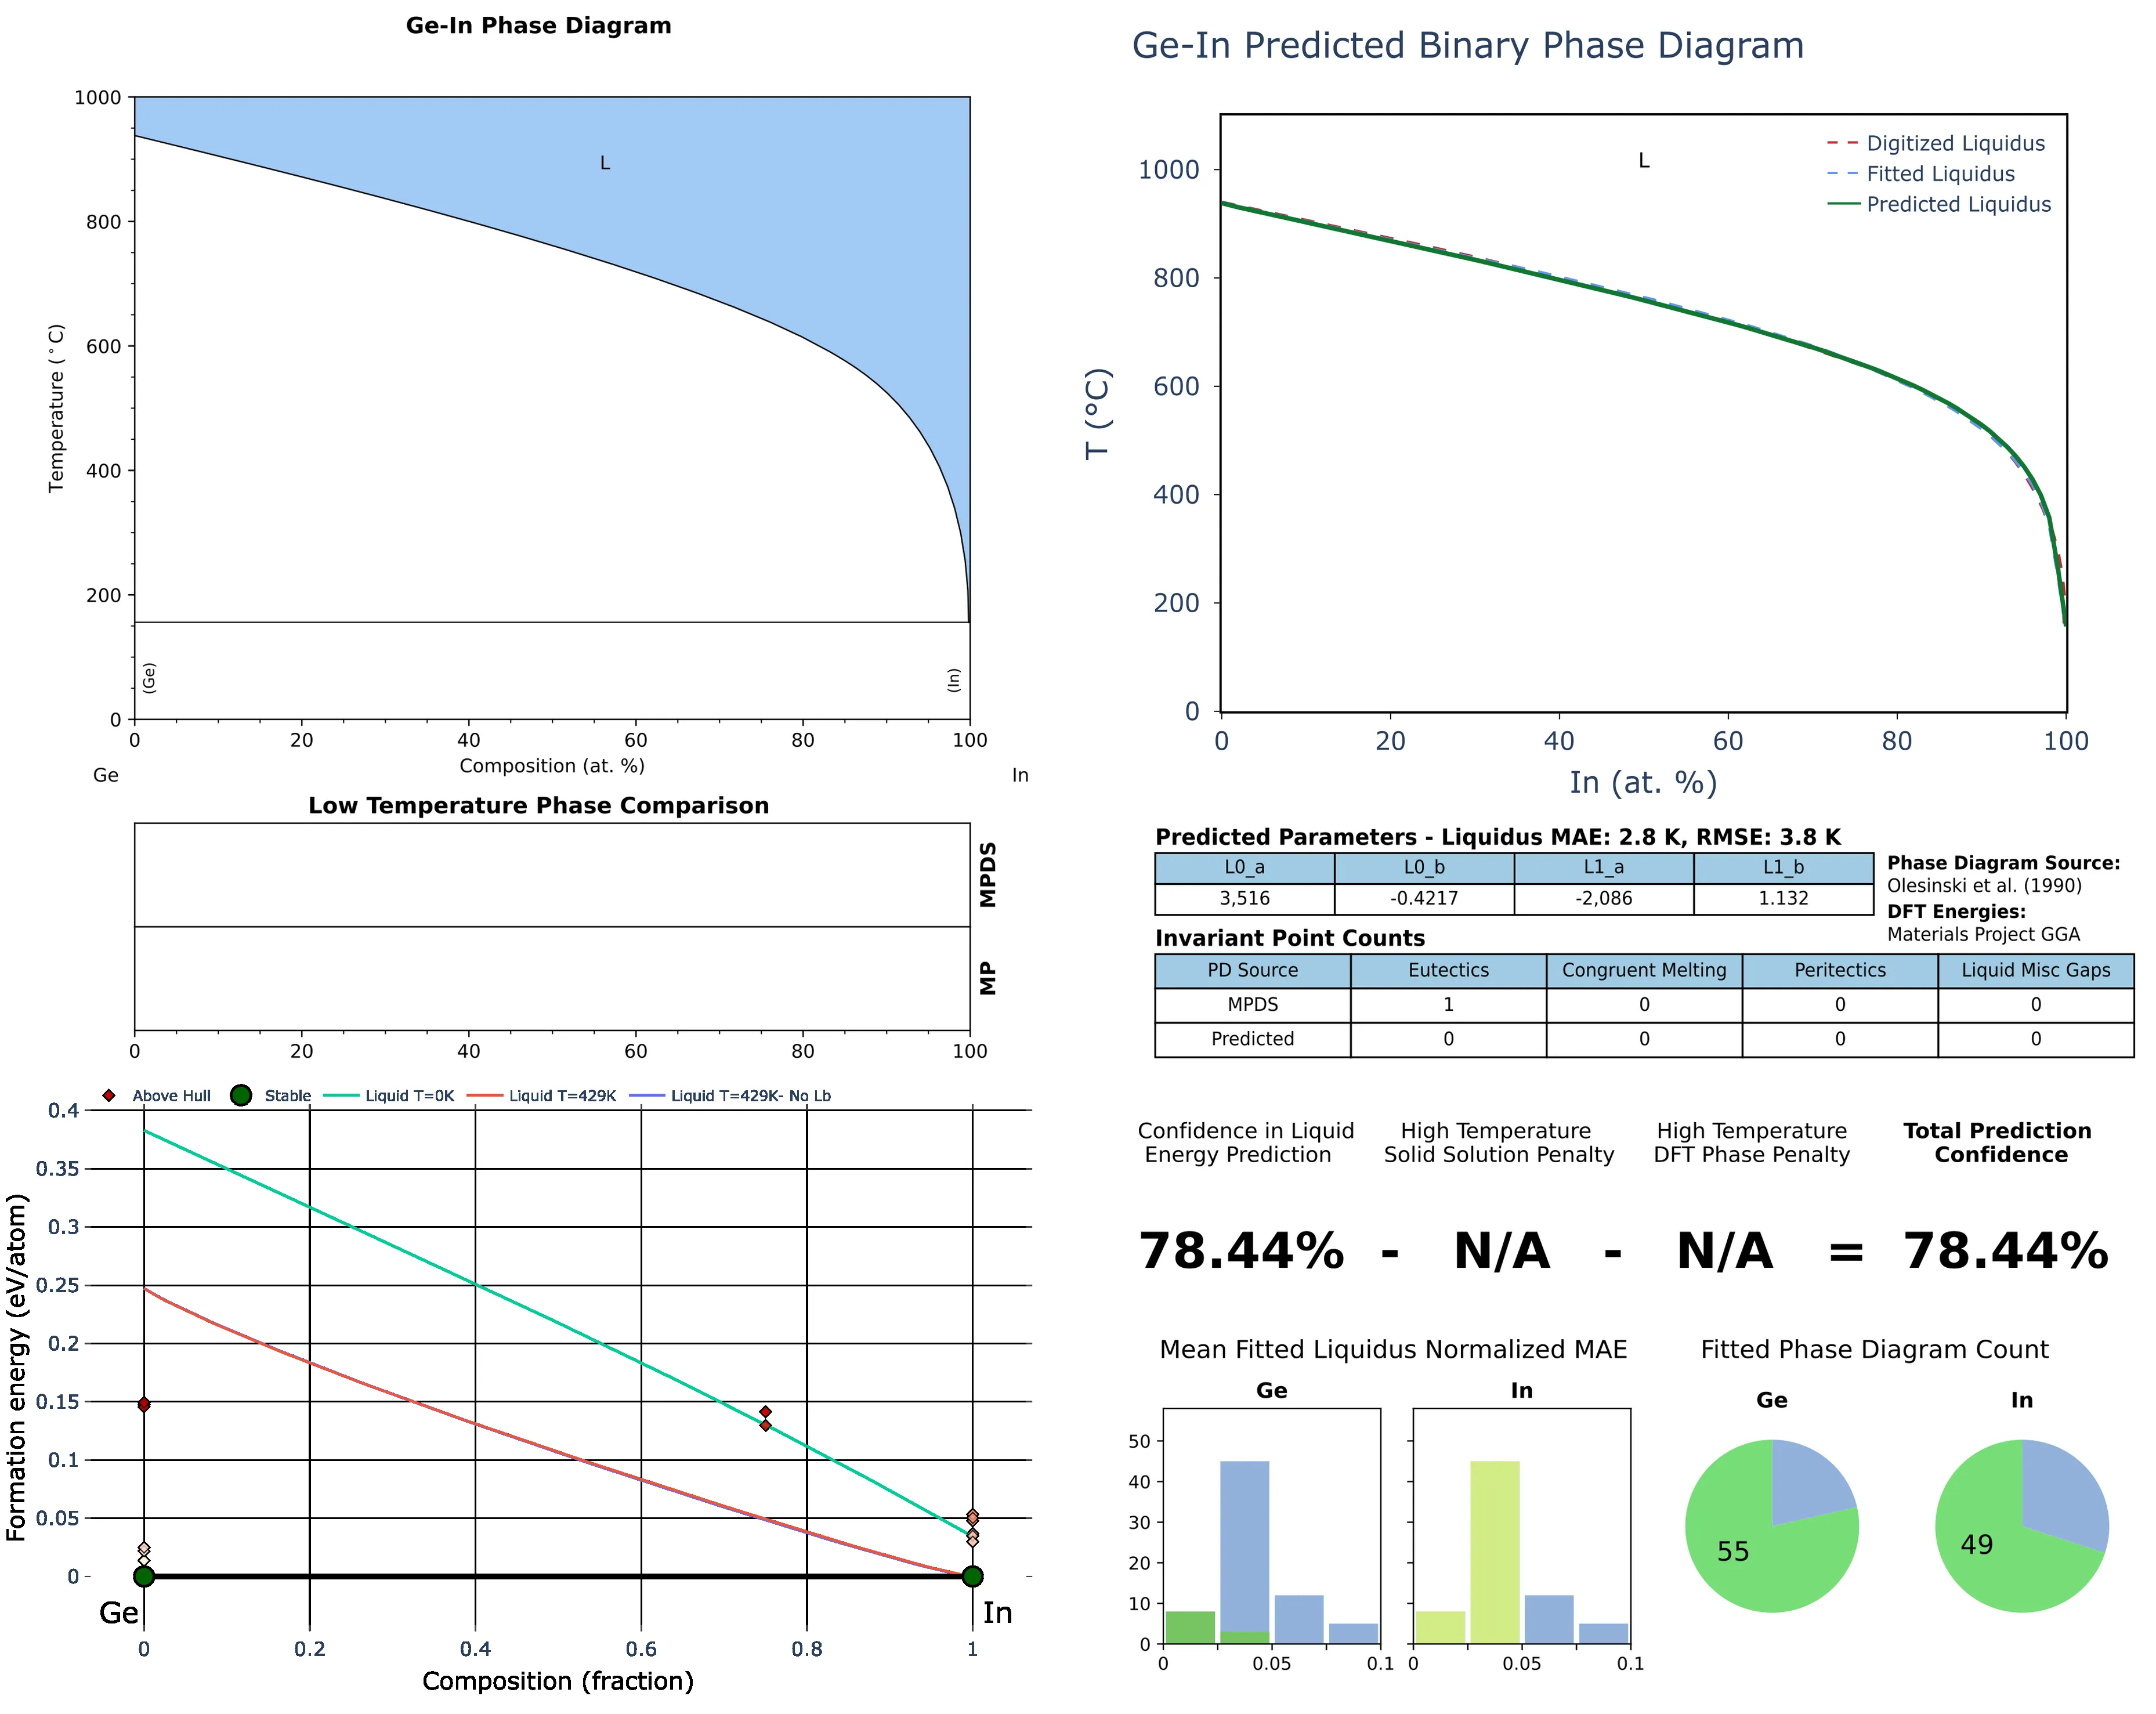 Ge-In Phase Diagram
1000
800
600
400
200
0
Temperature (°C)
L
(Ge)
(In)
0 20 40 60 80 100
Composition (at. %)
Ge In
Low Temperature Phase Comparison
MPDS
MP
0 20 40 60 80 100
Above Hull Stable Liquid T=0K Liquid T=429K Liquid T=429K- No Lb
0.4
0.35
0.3
0.25
0.2
0.15
0.1
0.05
0
Formation energy (eV/atom)
Ge In
0 0.2 0.4 0.6 0.8 1
Composition (fraction)
Ge-In Predicted Binary Phase Diagram
L
Digitized Liquidus
Fitted Liquidus
Predicted Liquidus
1000
800
600
400
200
0
T (°C)
0 20 40 60 80 100
In (at. %)
Predicted Parameters - Liquidus MAE: 2.8 K, RMSE: 3.8 K
L0_a L0_b L1_a L1_b
3,516 -0.4217 -2,086 1.132
Phase Diagram Source:
Olesinski et al. (1990)
DFT Energies:
Materials Project GGA
Invariant Point Counts
PD Source Eutectics Congruent Melting Peritectics Liquid Misc Gaps
MPDS 1 0 0 0
Predicted 0 0 0 0
Confidence in Liquid
Energy Prediction
High Temperature
Solid Solution Penalty
High Temperature
DFT Phase Penalty
Total Prediction
Confidence
78.44% - N/A - N/A = 78.44%
Mean Fitted Liquidus Normalized MAE
Ge In
50
40
30
20
10
0
0 0.05 0.1
0 0.05 0.1
Fitted Phase Diagram Count
Ge In
55 49